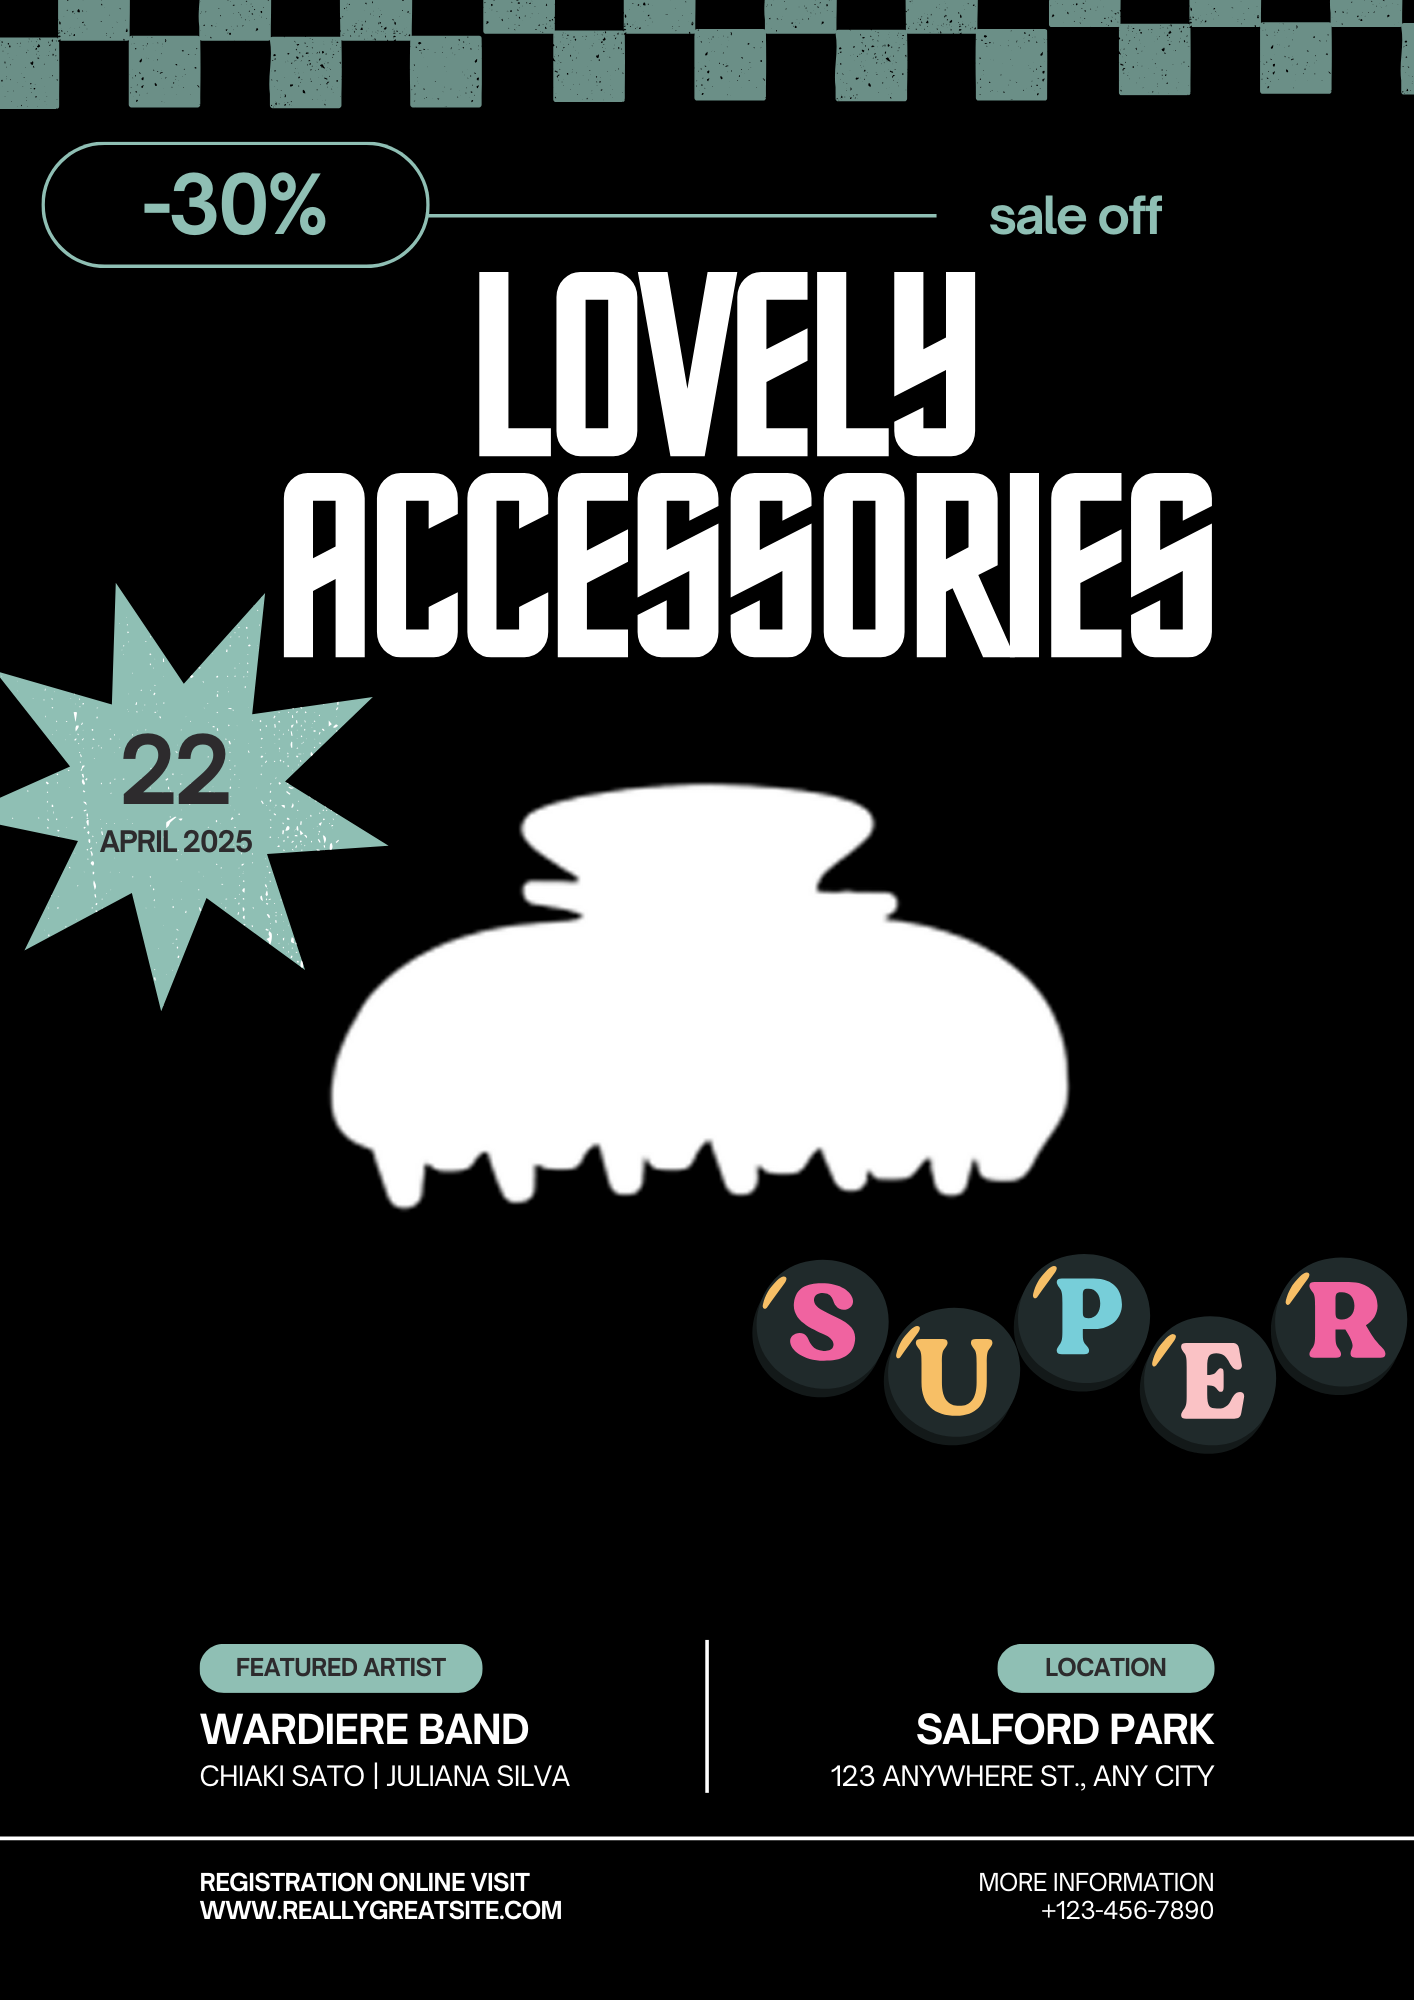 -30%
sale off
LOVELY
ACCESSORIES
22
APRIL 2025
SUPER
FEATURED ARTIST
WARDIERE BAND
CHIAKI SATO | JULIANA SILVA
LOCATION
SALFORD PARK
123 ANYWHERE ST., ANY CITY
REGISTRATION ONLINE VISIT
WWW.REALLYGREATSITE.COM
MORE INFORMATION
+123-456-7890